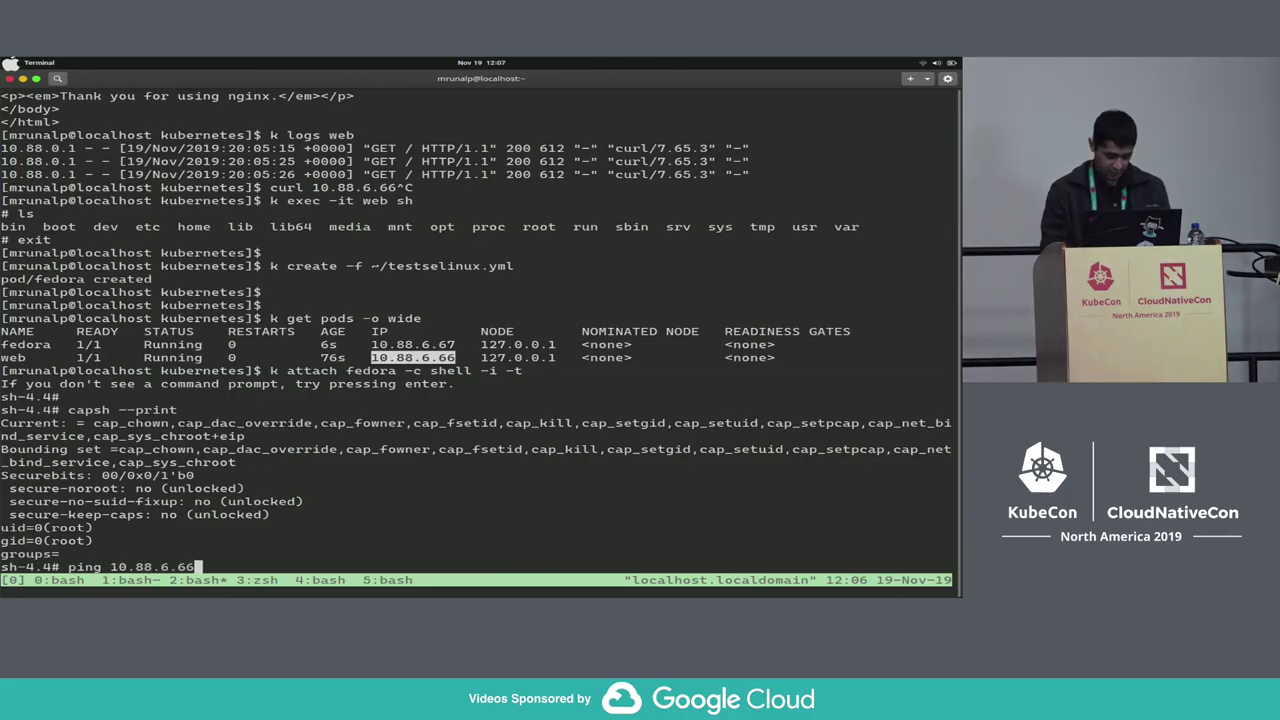 Terminal
Nov 19 12:07
mrunalp@localhost:~
<p><em>Thank you for using nginx.</em></p>
</body>
</html>
[mrunalp@localhost kubernetes]$ k logs web
10.88.0.1 - - [19/Nov/2019:20:05:15 +0000] "GET / HTTP/1.1" 200 612 "-" "curl/7.65.3" "-"
10.88.0.1 - - [19/Nov/2019:20:05:25 +0000] "GET / HTTP/1.1" 200 612 "-" "curl/7.65.3" "-"
10.88.0.1 - - [19/Nov/2019:20:05:26 +0000] "GET / HTTP/1.1" 200 612 "-" "curl/7.65.3" "-"
[mrunalp@localhost kubernetes]$ curl 10.88.6.66^C
[mrunalp@localhost kubernetes]$ k exec -it web sh
# ls
bin boot dev etc home lib lib64 media mnt opt proc root run sbin srv sys tmp usr var
# exit
[mrunalp@localhost kubernetes]$
[mrunalp@localhost kubernetes]$ k create -f ~/testselinux.yml
pod/fedora created
[mrunalp@localhost kubernetes]$
[mrunalp@localhost kubernetes]$
[mrunalp@localhost kubernetes]$ k get pods -o wide
NAME READY STATUS RESTARTS AGE IP NODE NOMINATED NODE READINESS GATES
fedora 1/1 Running 0 6s 10.88.6.67 127.0.0.1 <none> <none>
web 1/1 Running 0 76s 10.88.6.66 127.0.0.1 <none> <none>
[mrunalp@localhost kubernetes]$ k attach fedora -c shell -i -t
If you don't see a command prompt, try pressing enter.
sh-4.4#
sh-4.4# capsh --print
Current: = cap_chown,cap_dac_override,cap_fowner,cap_fsetid,cap_kill,cap_setgid,cap_setuid,cap_setpcap,cap_net_bi
nd_service,cap_sys_chroot+eip
Bounding set =cap_chown,cap_dac_override,cap_fowner,cap_fsetid,cap_kill,cap_setgid,cap_setuid,cap_setpcap,cap_net
_bind_service,cap_sys_chroot
Securebits: 00/0x0/1'b0
secure-noroot: no (unlocked)
secure-no-suid-fixup: no (unlocked)
secure-keep-caps: no (unlocked)
uid=0(root)
gid=0(root)
groups=
sh-4.4# ping 10.88.6.66
[0] 0:bash 1:bash- 2:bash* 3:zsh 4:bash 5:bash "localhost.localdomain" 12:06 19-Nov-19
KubeCon CloudNativeCon
North America 2019
KubeCon CloudNativeCon
North America 2019
Videos Sponsored by Google Cloud